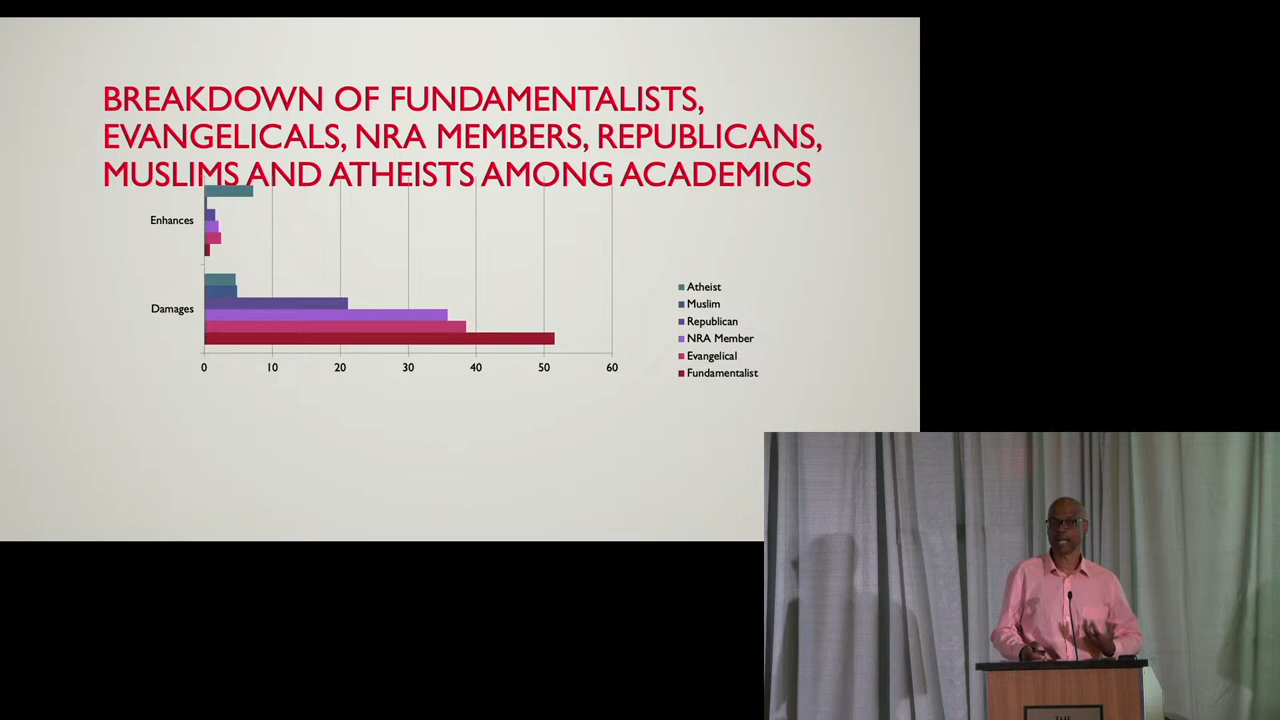 BREAKDOWN OF FUNDAMENTALISTS,
EVANGELICALS, NRA MEMBERS, REPUBLICANS,
MUSLIMS AND ATHEISTS AMONG ACADEMICS
Enhances
Damages
0 10 20 30 40 50 60
Atheist
Muslim
Republican
NRA Member
Evangelical
Fundamentalist
THE